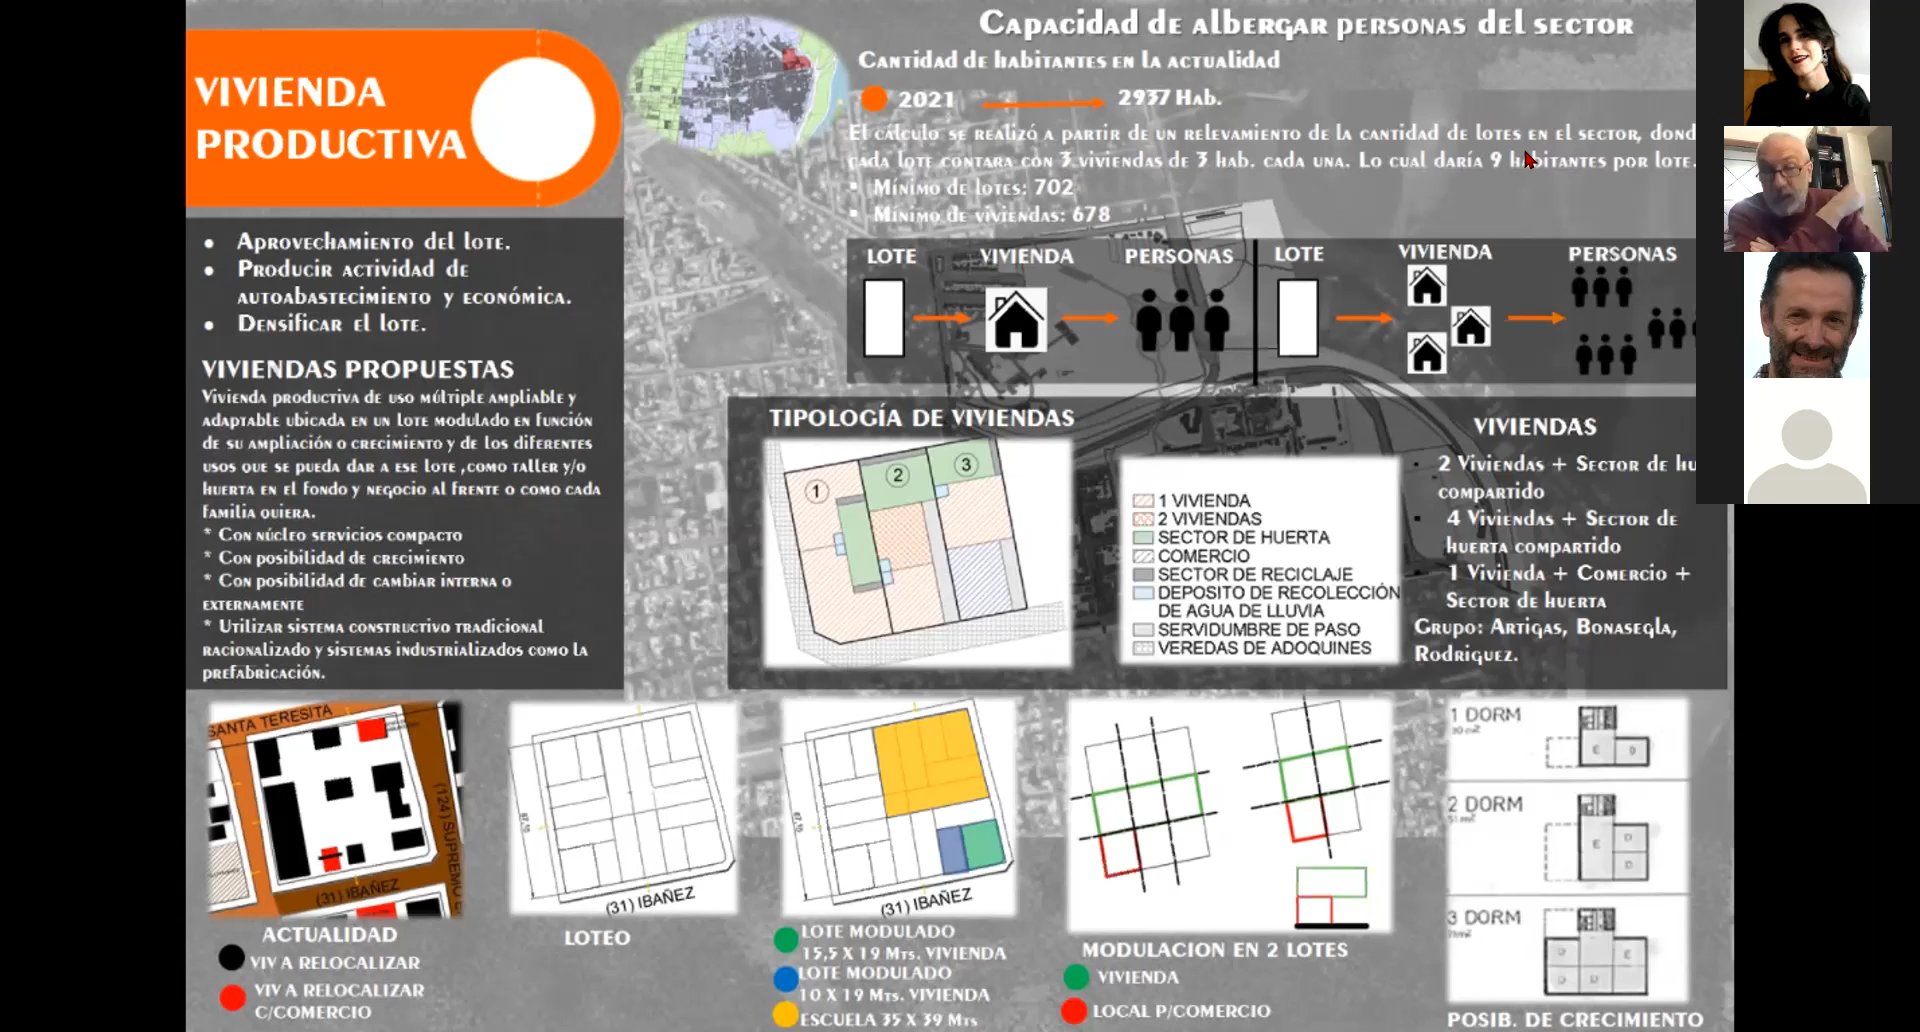 VIVIENDA
PRODUCTIVA
• Aprovechamiento del lote.
• Producir actividad de
autoabastecimiento y económica.
• Densificar el lote.
VIVIENDAS PROPUESTAS
Vivienda productiva de uso múltiple ampliable y
adaptable ubicada en un lote modulado en función
de su ampliación o crecimiento y de los diferentes
usos que se pueda dar a ese lote ,como taller y/o
huerta en el fondo y negocio al frente o como cada
familia quiera.
* Con núcleo servicios compacto
* Con posibilidad de crecimiento
* Con posibilidad de cambiar interna o
externamente
* Utilizar sistema constructivo tradicional
racionalizado y sistemas industrializados como la
prefabricación.
Capacidad de albergar personas del sector
Cantidad de habitantes en la actualidad
2021 2937 Hab.
El cálculo se realizó a partir de un relevamiento de la cantidad de lotes en el sector, dond
cada lote contara con 3 viviendas de 3 hab. cada una. Lo cual daría 9 habitantes por lote.
▪ Mínimo de lotes: 702
▪ Mínimo de viviendas: 678
LOTE VIVIENDA PERSONAS LOTE VIVIENDA PERSONAS
TIPOLOGÍA DE VIVIENDAS
1 2 3
1 VIVIENDA
2 VIVIENDAS
SECTOR DE HUERTA
COMERCIO
SECTOR DE RECICLAJE
DEPOSITO DE RECOLECCIÓN
DE AGUA DE LLUVIA
SERVIDUMBRE DE PASO
VEREDAS DE ADOQUINES
VIVIENDAS
▪ 2 Viviendas + Sector de hu
compartido
▪ 4 Viviendas + Sector de
huerta compartido
▪ 1 Vivienda + Comercio +
Sector de huerta
Grupo: Artigas, Bonasegla,
Rodriguez.
SANTA TERESITA
(124) SUPREMO E
(31) IBAÑEZ
ACTUALIDAD
VIV A RELOCALIZAR
VIV A RELOCALIZAR
C/COMERCIO
(31) IBAÑEZ
LOTEO
(31) IBAÑEZ
LOTE MODULADO
15,5 X 19 Mts. VIVIENDA
LOTE MODULADO
10 X 19 Mts. VIVIENDA
ESCUELA 35 X 39 Mts
MODULACION EN 2 LOTES
VIVIENDA
LOCAL P/COMERCIO
1 DORM
E D
2 DORM
51 m2
E D
D
3 DORM
D E
D D
POSIB. DE CRECIMIENTO